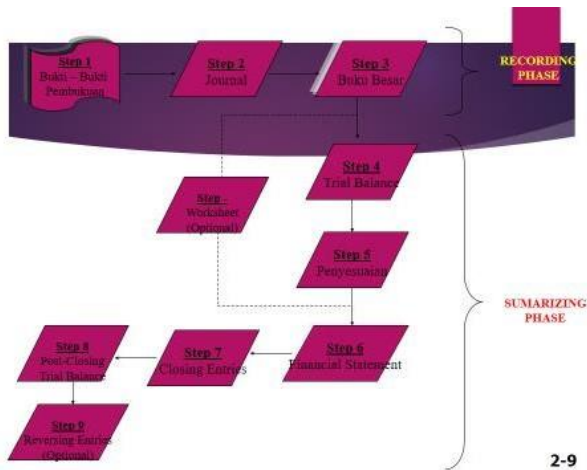 Step 1
Bukti – Bukti
Pembukuan
Step 2
Journal
Step 3
Buku Besar
RECORDING
PHASE
Step 4
Trial Balance
Step -
Worksheet
(Optional)
Step 5
Penyesuaian
SUMARIZING
PHASE
Step 6
Financial Statement
Step 7
Closing Entries
Step 8
Post-Closing
Trial Balance
Step 9
Reversing Entries
(Optional)
2-9